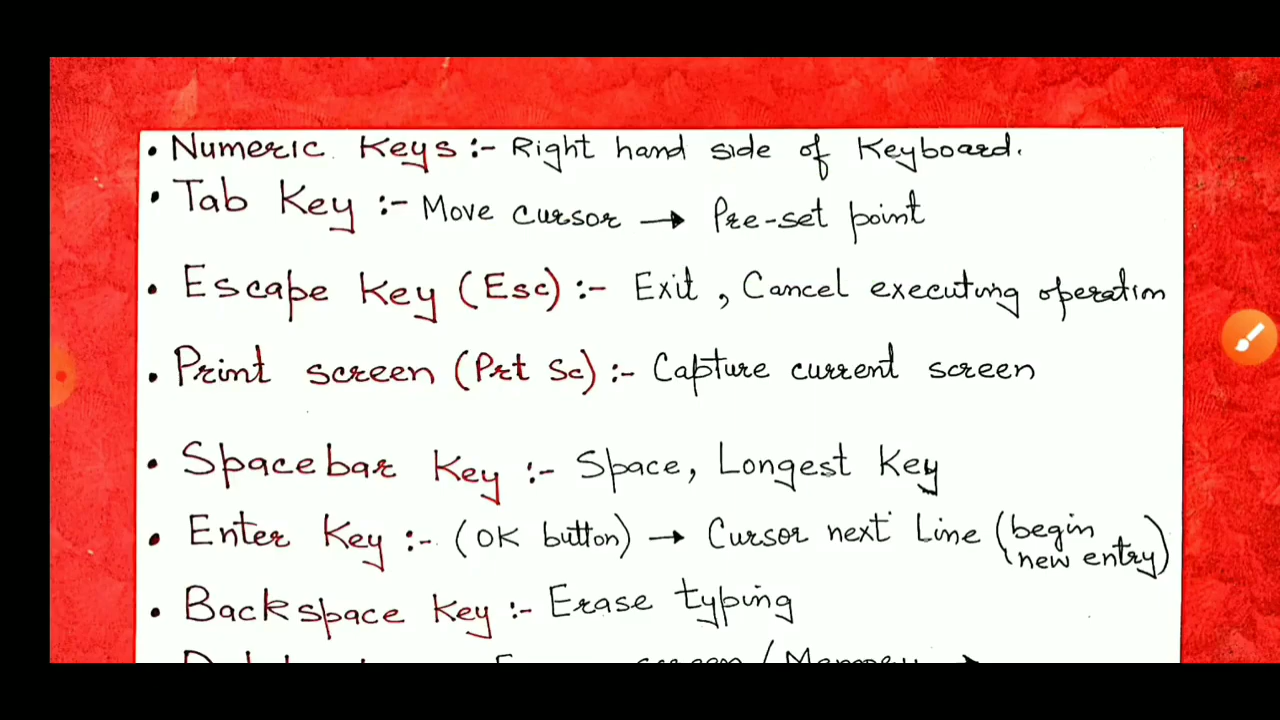 • Numeric Keys :- Right hand side of Keyboard.
• Tab Key :- Move cursor → Pre-set point
• Escape Key (Esc) :- Exit, Cancel executing operation
• Print screen (Prt Sc) :- Capture current screen
• Spacebar Key :- Space, Longest Key
• Enter Key :- (OK button) → Cursor next Line (begin
new entry)
• Backspace Key :- Erase typing